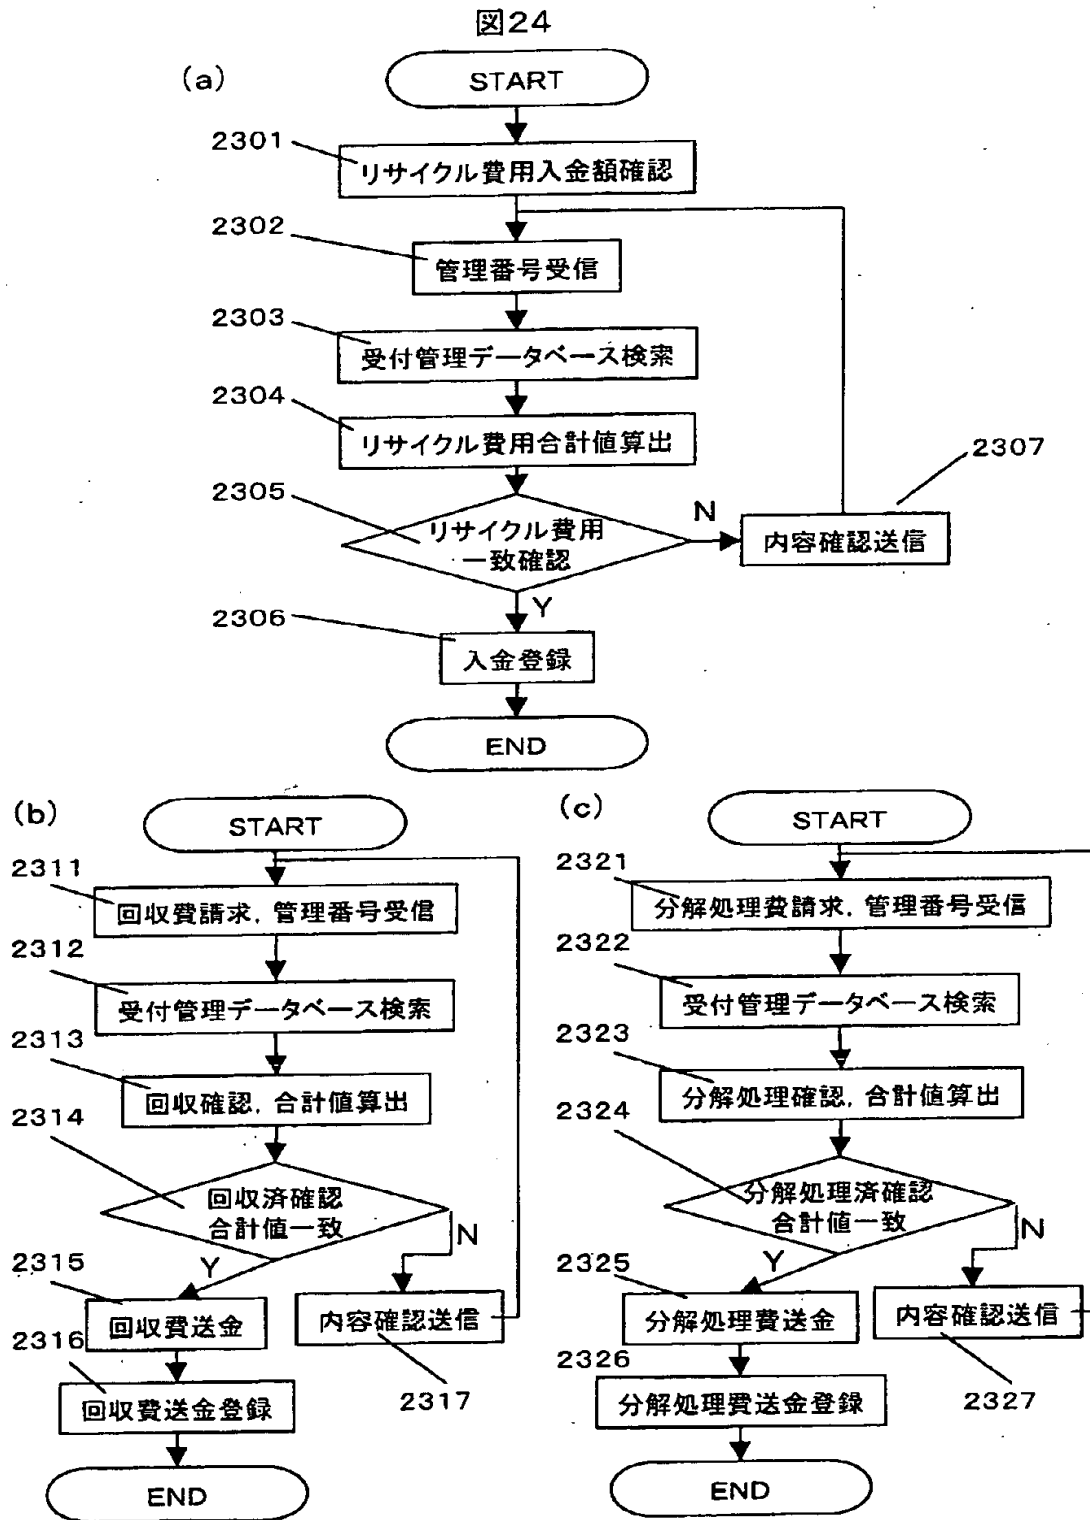 図24
(a)
START
2301
リサイクル費用入金額確認
2302
管理番号受信
2303
受付管理データベース検索
2304
リサイクル費用合計値算出
2305
リサイクル費用
一致確認
N
2307
内容確認送信
Y
2306
入金登録
END
(b)
START
2311
回収費請求, 管理番号受信
2312
受付管理データベース検索
2313
回収確認, 合計値算出
2314
回収済確認
合計値一致
N
Y
2315
回収費送金
内容確認送信
2316
2317
回収費送金登録
END
(c)
START
2321
分解処理費請求, 管理番号受信
2322
受付管理データベース検索
2323
分解処理確認, 合計値算出
2324
分解処理済確認
合計値一致
N
Y
2325
分解処理費送金
内容確認送信
2326
2327
分解処理費送金登録
END